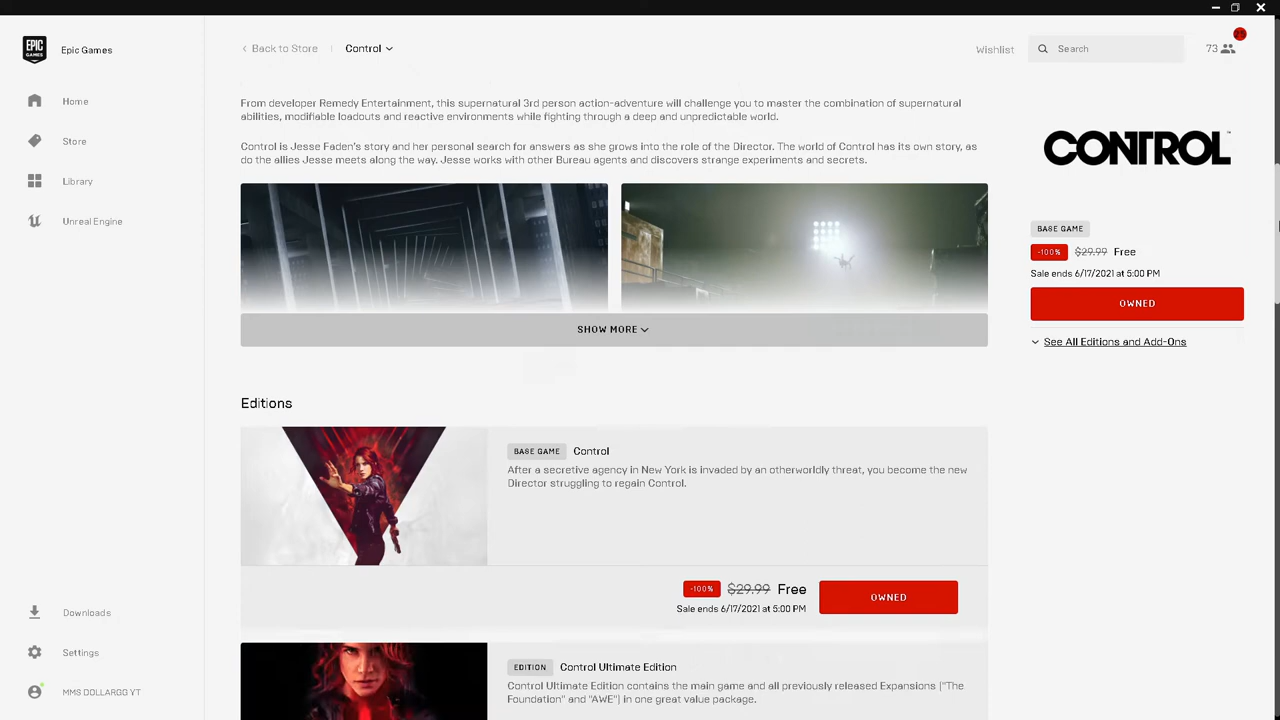 EPIC GAMES
Epic Games
Home
Store
Library
Unreal Engine
Downloads
Settings
MMS DOLLARGG YT
Back to Store
Control
Wishlist
Search
73
From developer Remedy Entertainment, this supernatural 3rd person action-adventure will challenge you to master the combination of supernatural
abilities, modifiable loadouts and reactive environments while fighting through a deep and unpredictable world.
Control is Jesse Faden's story and her personal search for answers as she grows into the role of the Director. The world of Control has its own story, as
do the allies Jesse meets along the way. Jesse works with other Bureau agents and discovers strange experiments and secrets.
SHOW MORE
Editions
BASE GAME Control
After a secretive agency in New York is invaded by an otherworldly threat, you become the new
Director struggling to regain Control.
-100% $29.99 Free
Sale ends 6/17/2021 at 5:00 PM
OWNED
EDITION Control Ultimate Edition
Control Ultimate Edition contains the main game and all previously released Expansions ("The
Foundation" and "AWE") in one great value package.
CONTROL™
BASE GAME
-100% $29.99 Free
Sale ends 6/17/2021 at 5:00 PM
OWNED
See All Editions and Add-Ons